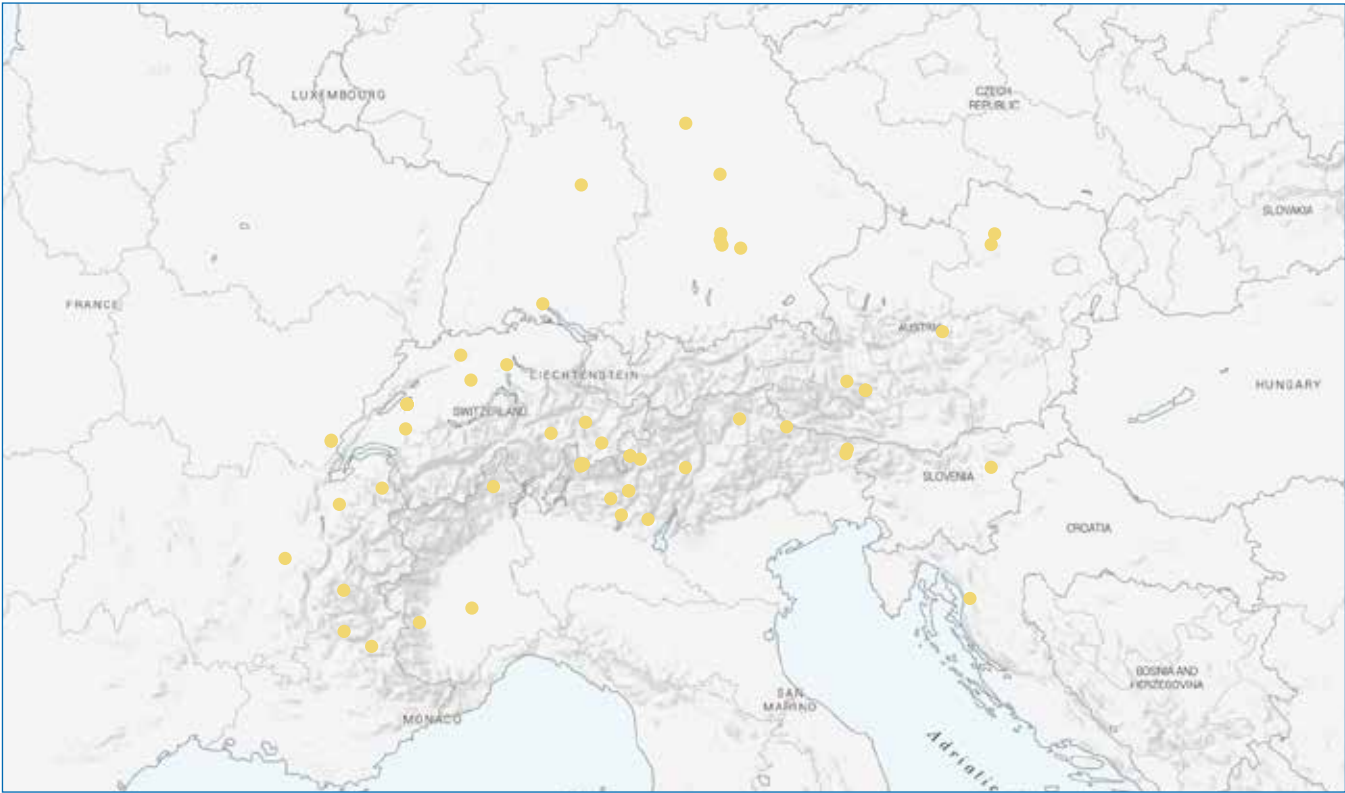 LUXEMBOURG
CZECH
REPUBLIC
SLOVAKIA
FRANCE
AUSTRIA
LIECHTENSTEIN
HUNGARY
SWITZERLAND
SLOVENIA
CROATIA
BOSNIA AND
HERZEGOVINA
SAN
MARINO
MONACO
Adriatic